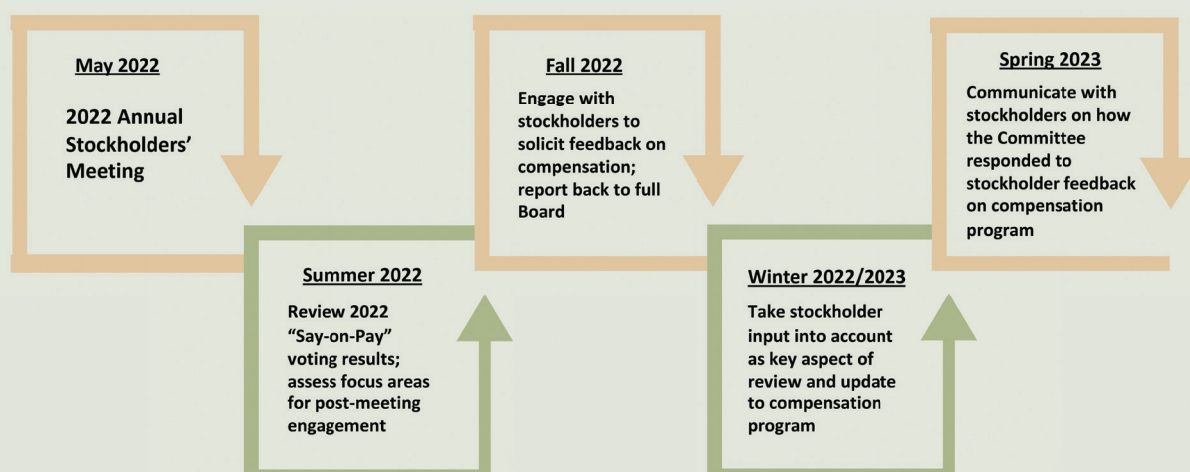 May 2022
2022 Annual
Stockholders’
Meeting
Summer 2022
Review 2022
“Say-on-Pay”
voting results;
assess focus areas
for post-meeting
engagement
Fall 2022
Engage with
stockholders to
solicit feedback on
compensation;
report back to full
Board
Winter 2022/2023
Take stockholder
input into account
as key aspect of
review and update
to compensation
program
Spring 2023
Communicate with
stockholders on how
the Committee
responded to
stockholder feedback
on compensation
program